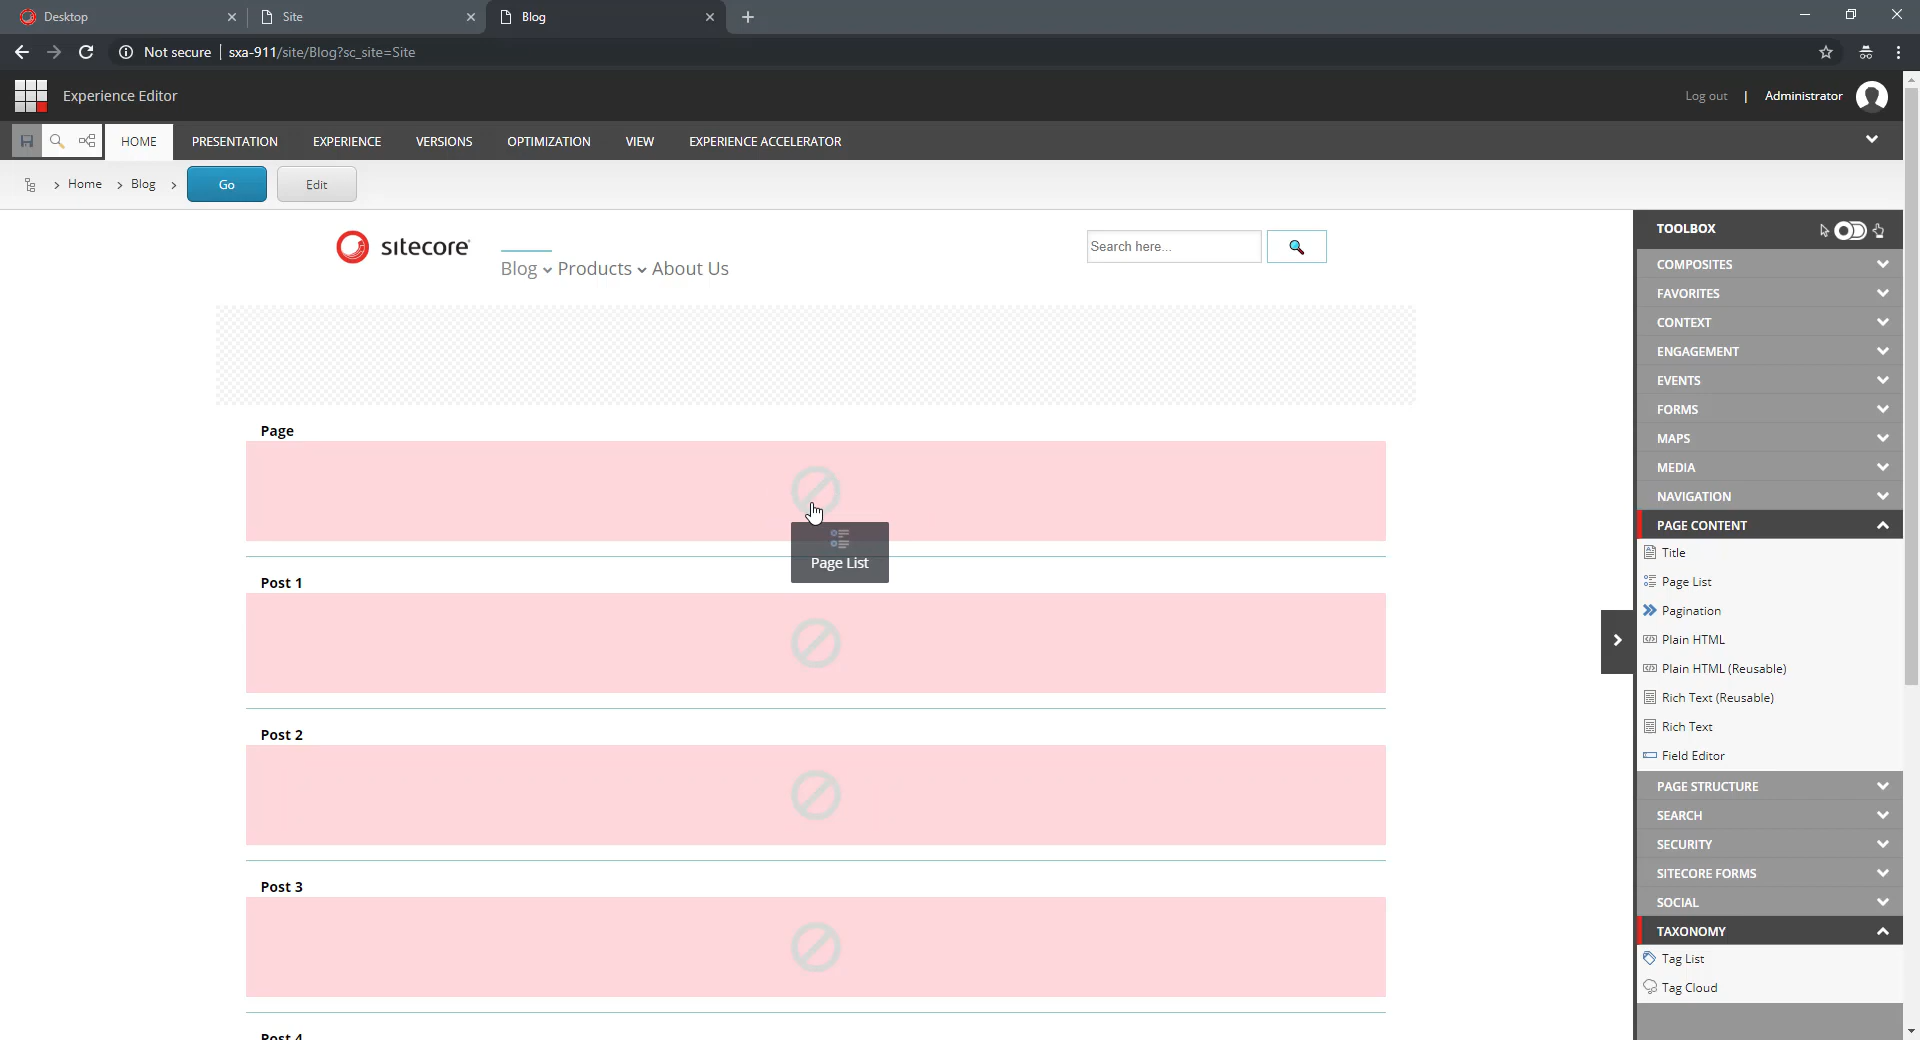 Desktop
Site
Blog
Not secure sxa-911/site/Blog?sc_site=Site
Experience Editor
Log out | Administrator
HOME PRESENTATION EXPERIENCE VERSIONS OPTIMIZATION VIEW EXPERIENCE ACCELERATOR
Home Blog Go Edit
sitecore
Blog Products About Us
Search here...
Page
Page List
Post 1
Post 2
Post 3
Post 4
TOOLBOX
COMPOSITES
FAVORITES
CONTEXT
ENGAGEMENT
EVENTS
FORMS
MAPS
MEDIA
NAVIGATION
PAGE CONTENT
Title
Page List
Pagination
Plain HTML
Plain HTML (Reusable)
Rich Text (Reusable)
Rich Text
Field Editor
PAGE STRUCTURE
SEARCH
SECURITY
SITECORE FORMS
SOCIAL
TAXONOMY
Tag List
Tag Cloud